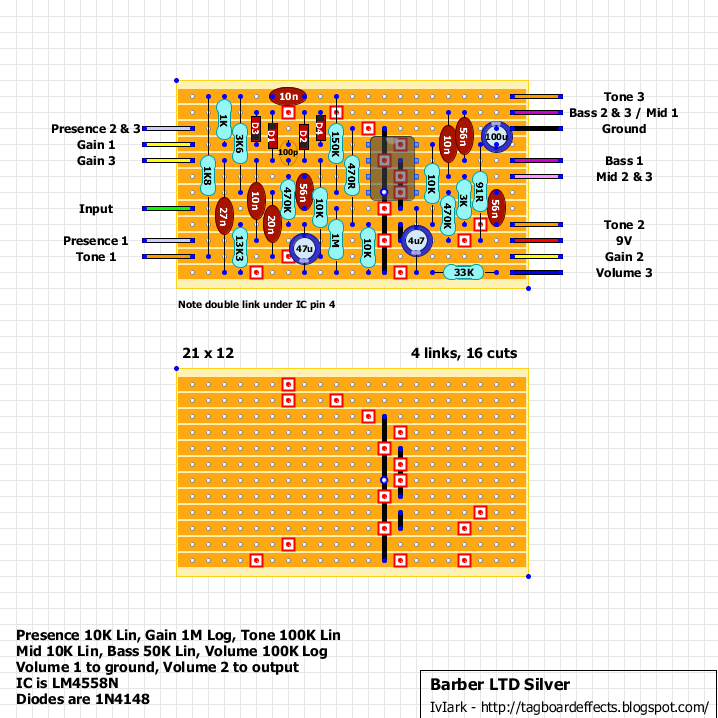 10n
Tone 3
Bass 2 & 3 / Mid 1
Presence 2 & 3
Ground
Gain 1
Gain 3
Bass 1
Mid 2 & 3
Input
Tone 2
Presence 1
9V
Tone 1
Gain 2
Volume 3
1K
3K6
D3
D1
D2
D4
100p
150K
470R
1K8
10n
56n
100u
27n
10n
20n
470K
56n
10K
13K3
47u
1M
10K
4u7
10K
470R
3K
91R
56n
33K
Note double link under IC pin 4
21 x 12
4 links, 16 cuts
Presence 10K Lin, Gain 1M Log, Tone 100K Lin
Mid 10K Lin, Bass 50K Lin, Volume 100K Log
Volume 1 to ground, Volume 2 to output
IC is LM4558N
Diodes are 1N4148
Barber LTD Silver
IvIark - http://tagboardeffects.blogspot.com/